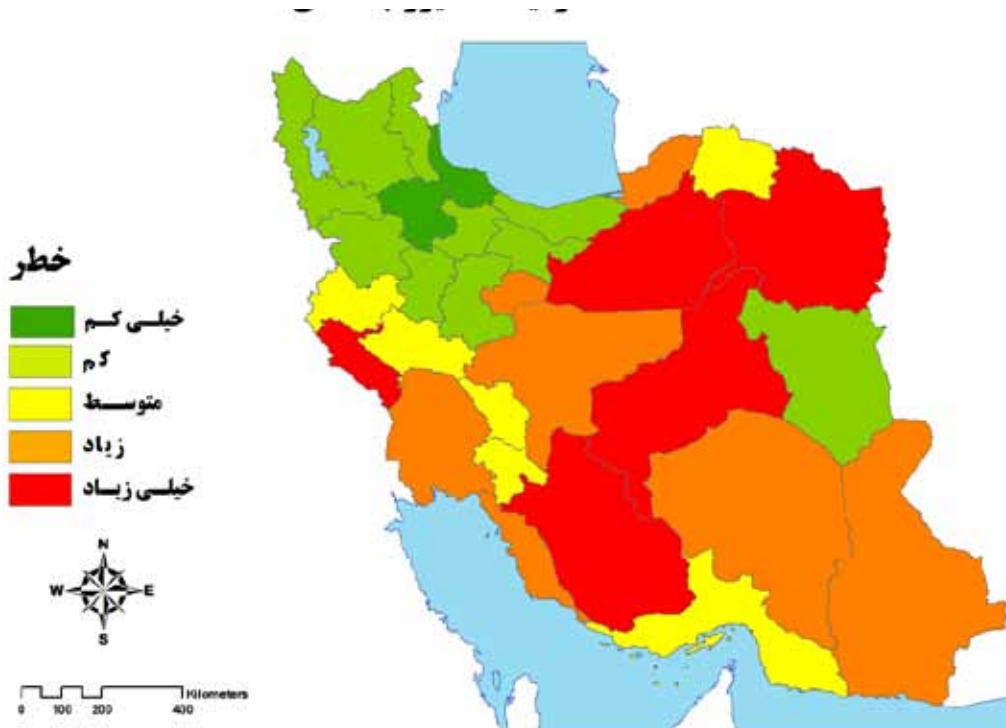 خطر
خیلی کم
کم
متوسط
زیاد
خیلی زیاد
N
W E
S
Kilometers
0 100 200 400